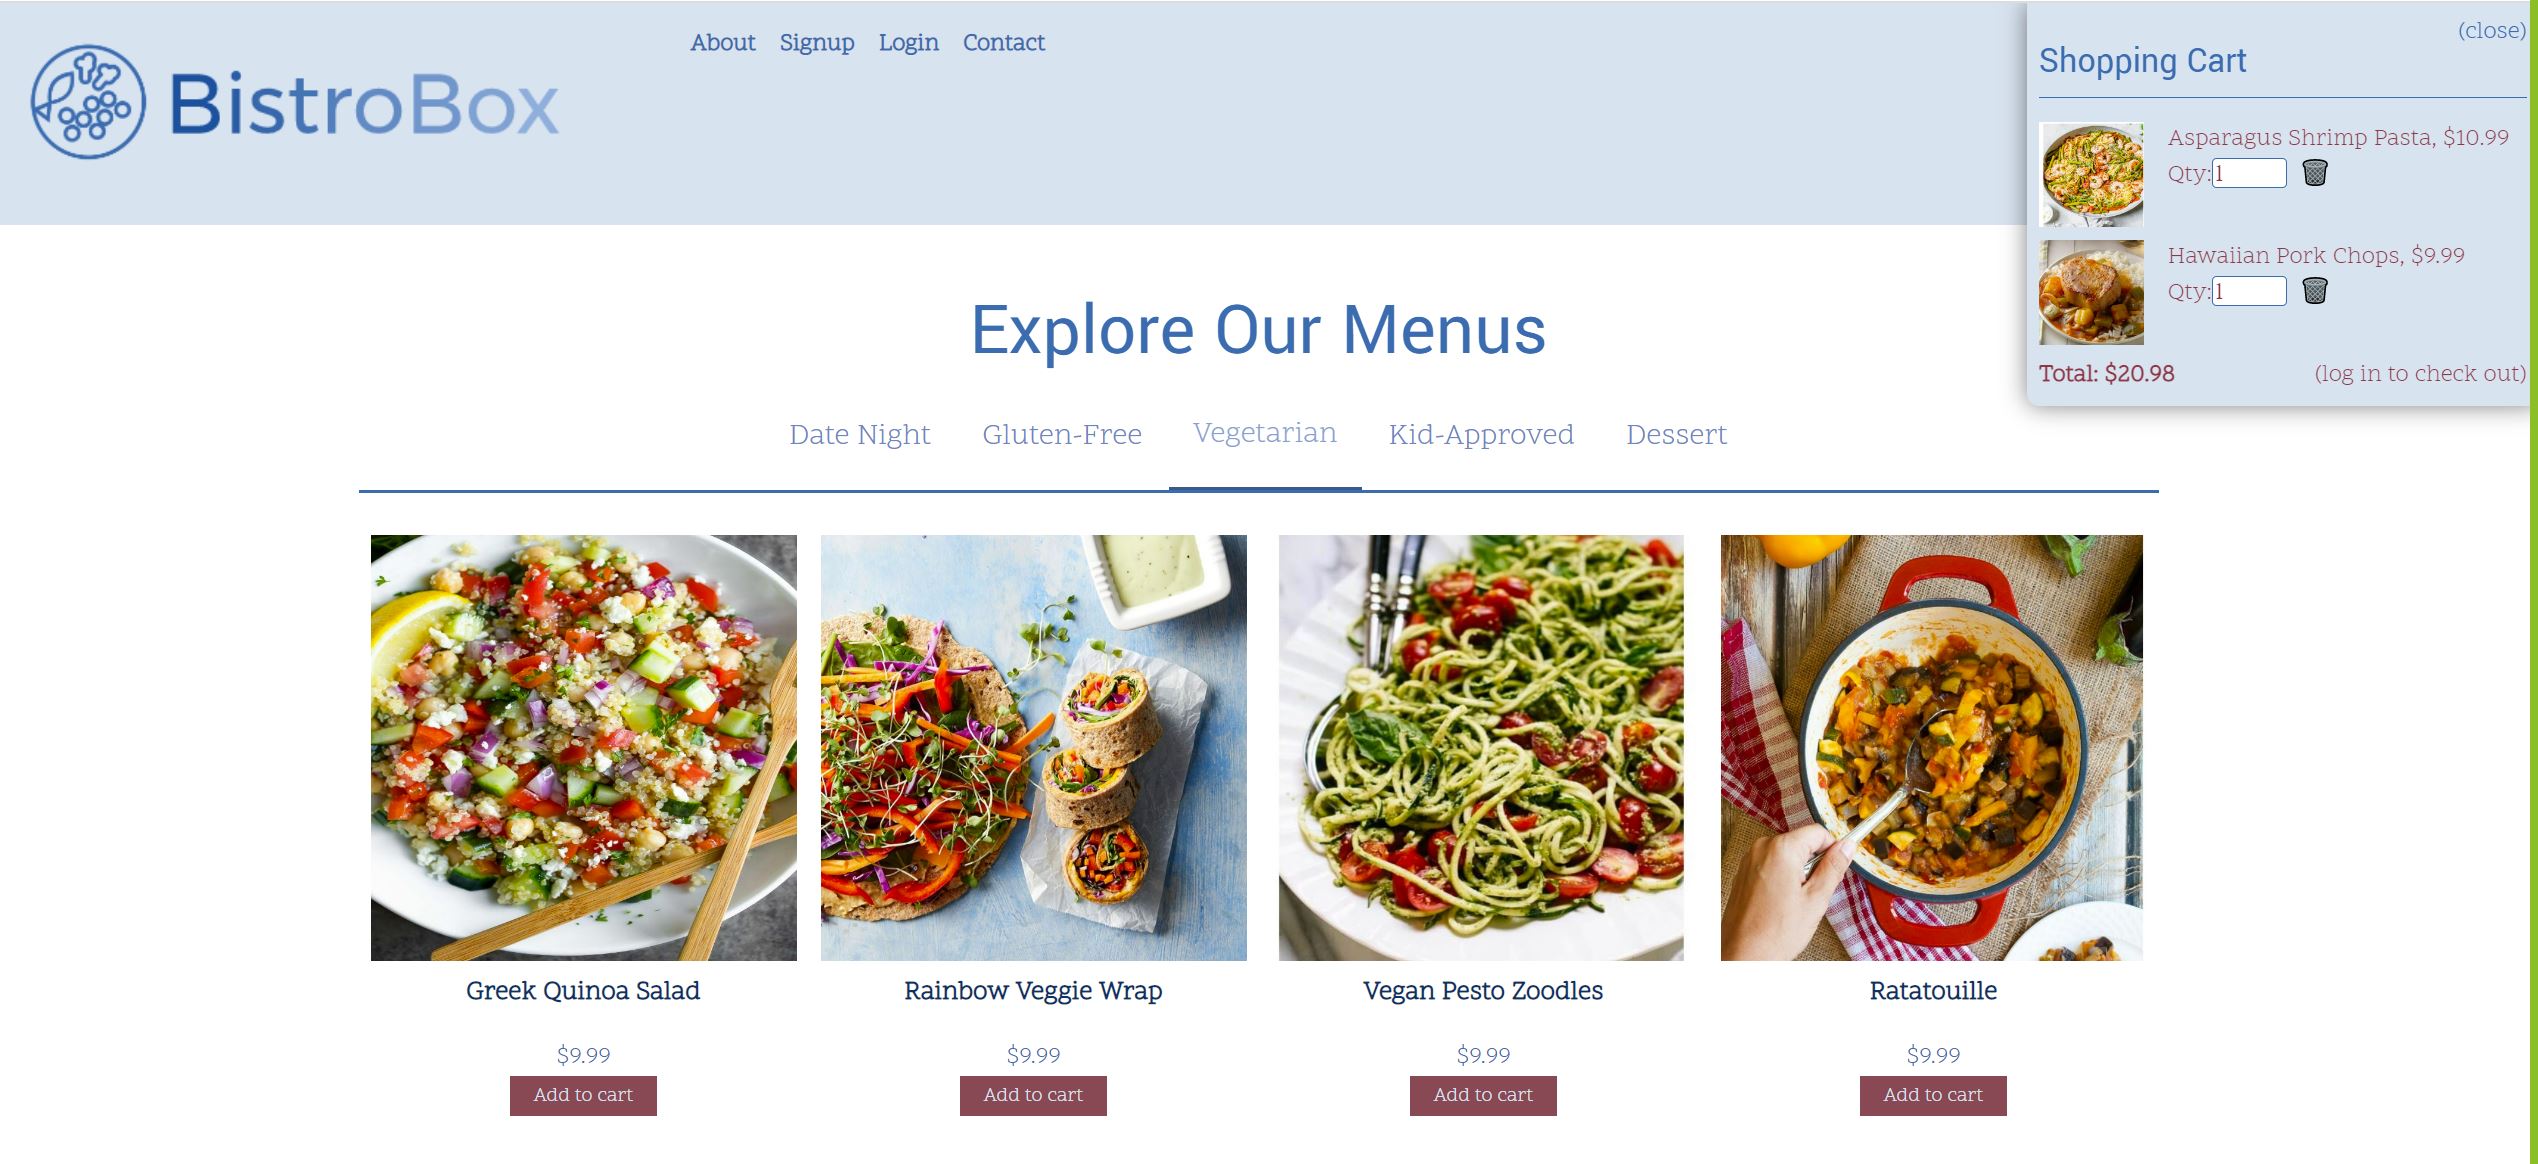 BistroBox
About Signup Login Contact
(close)
Shopping Cart
Asparagus Shrimp Pasta, $10.99
Qty:1
Hawaiian Pork Chops, $9.99
Qty:1
Total: $20.98 (log in to check out)
Explore Our Menus
Date Night Gluten-Free Vegetarian Kid-Approved Dessert
Greek Quinoa Salad
$9.99
Add to cart
Rainbow Veggie Wrap
$9.99
Add to cart
Vegan Pesto Zoodles
$9.99
Add to cart
Ratatouille
$9.99
Add to cart